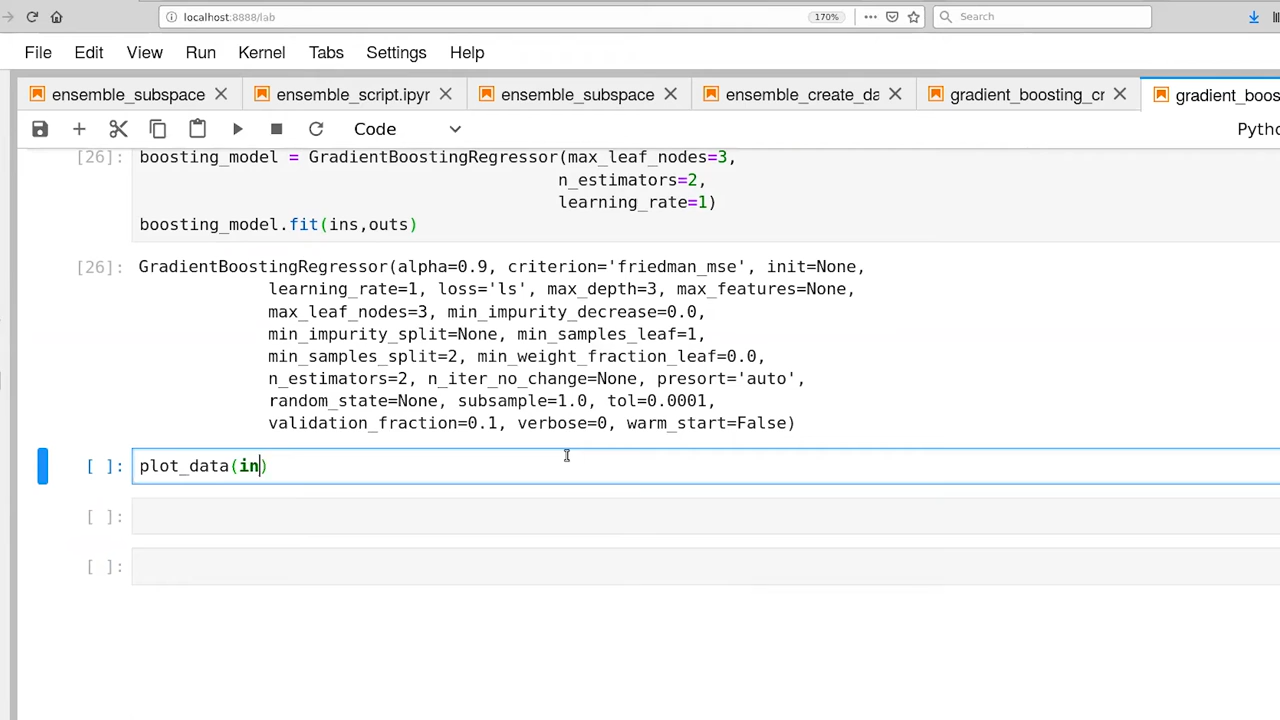 localhost:8888/lab
170%
Search
File Edit View Run Kernel Tabs Settings Help
ensemble_subspace
ensemble_script.ipyr
ensemble_subspace
ensemble_create_da
gradient_boosting_cr
gradient_boos
Code
Pytho
[26]: boosting_model = GradientBoostingRegressor(max_leaf_nodes=3,
n_estimators=2,
learning_rate=1)
boosting_model.fit(ins,outs)
[26]: GradientBoostingRegressor(alpha=0.9, criterion='friedman_mse', init=None,
learning_rate=1, loss='ls', max_depth=3, max_features=None,
max_leaf_nodes=3, min_impurity_decrease=0.0,
min_impurity_split=None, min_samples_leaf=1,
min_samples_split=2, min_weight_fraction_leaf=0.0,
n_estimators=2, n_iter_no_change=None, presort='auto',
random_state=None, subsample=1.0, tol=0.0001,
validation_fraction=0.1, verbose=0, warm_start=False)
[ ]: plot_data(in)
[ ]:
[ ]: